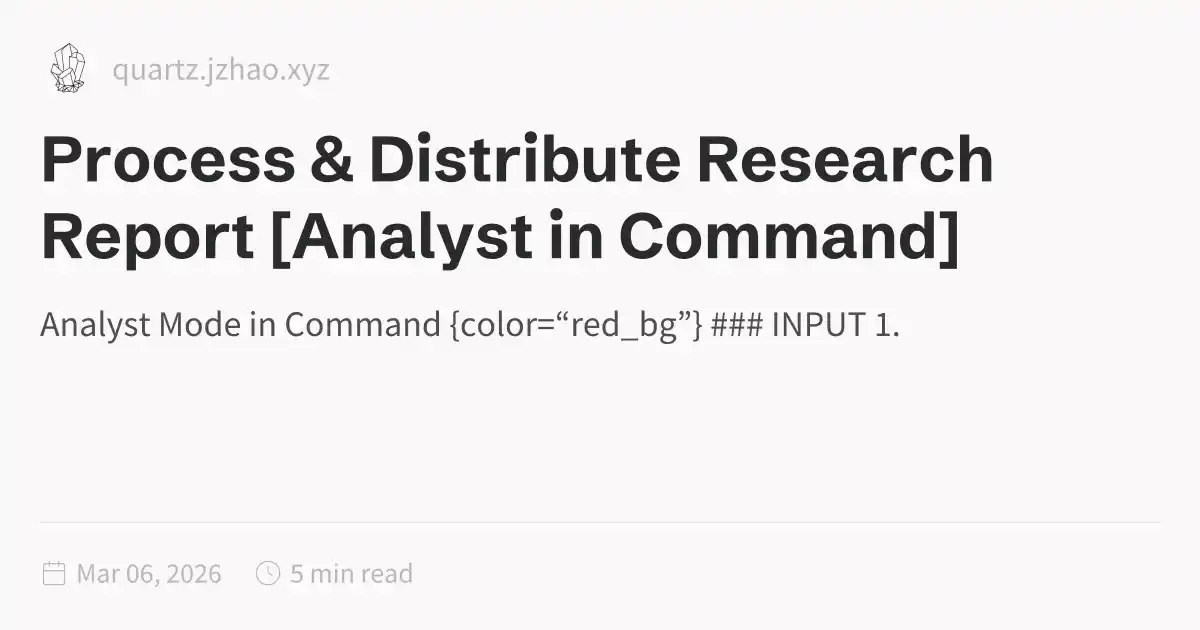 quartz.jzhao.xyz
Process & Distribute Research
Report [Analyst in Command]
Analyst Mode in Command {color=“red_bg”} ### INPUT 1.
Mar 06, 2026 5 min read